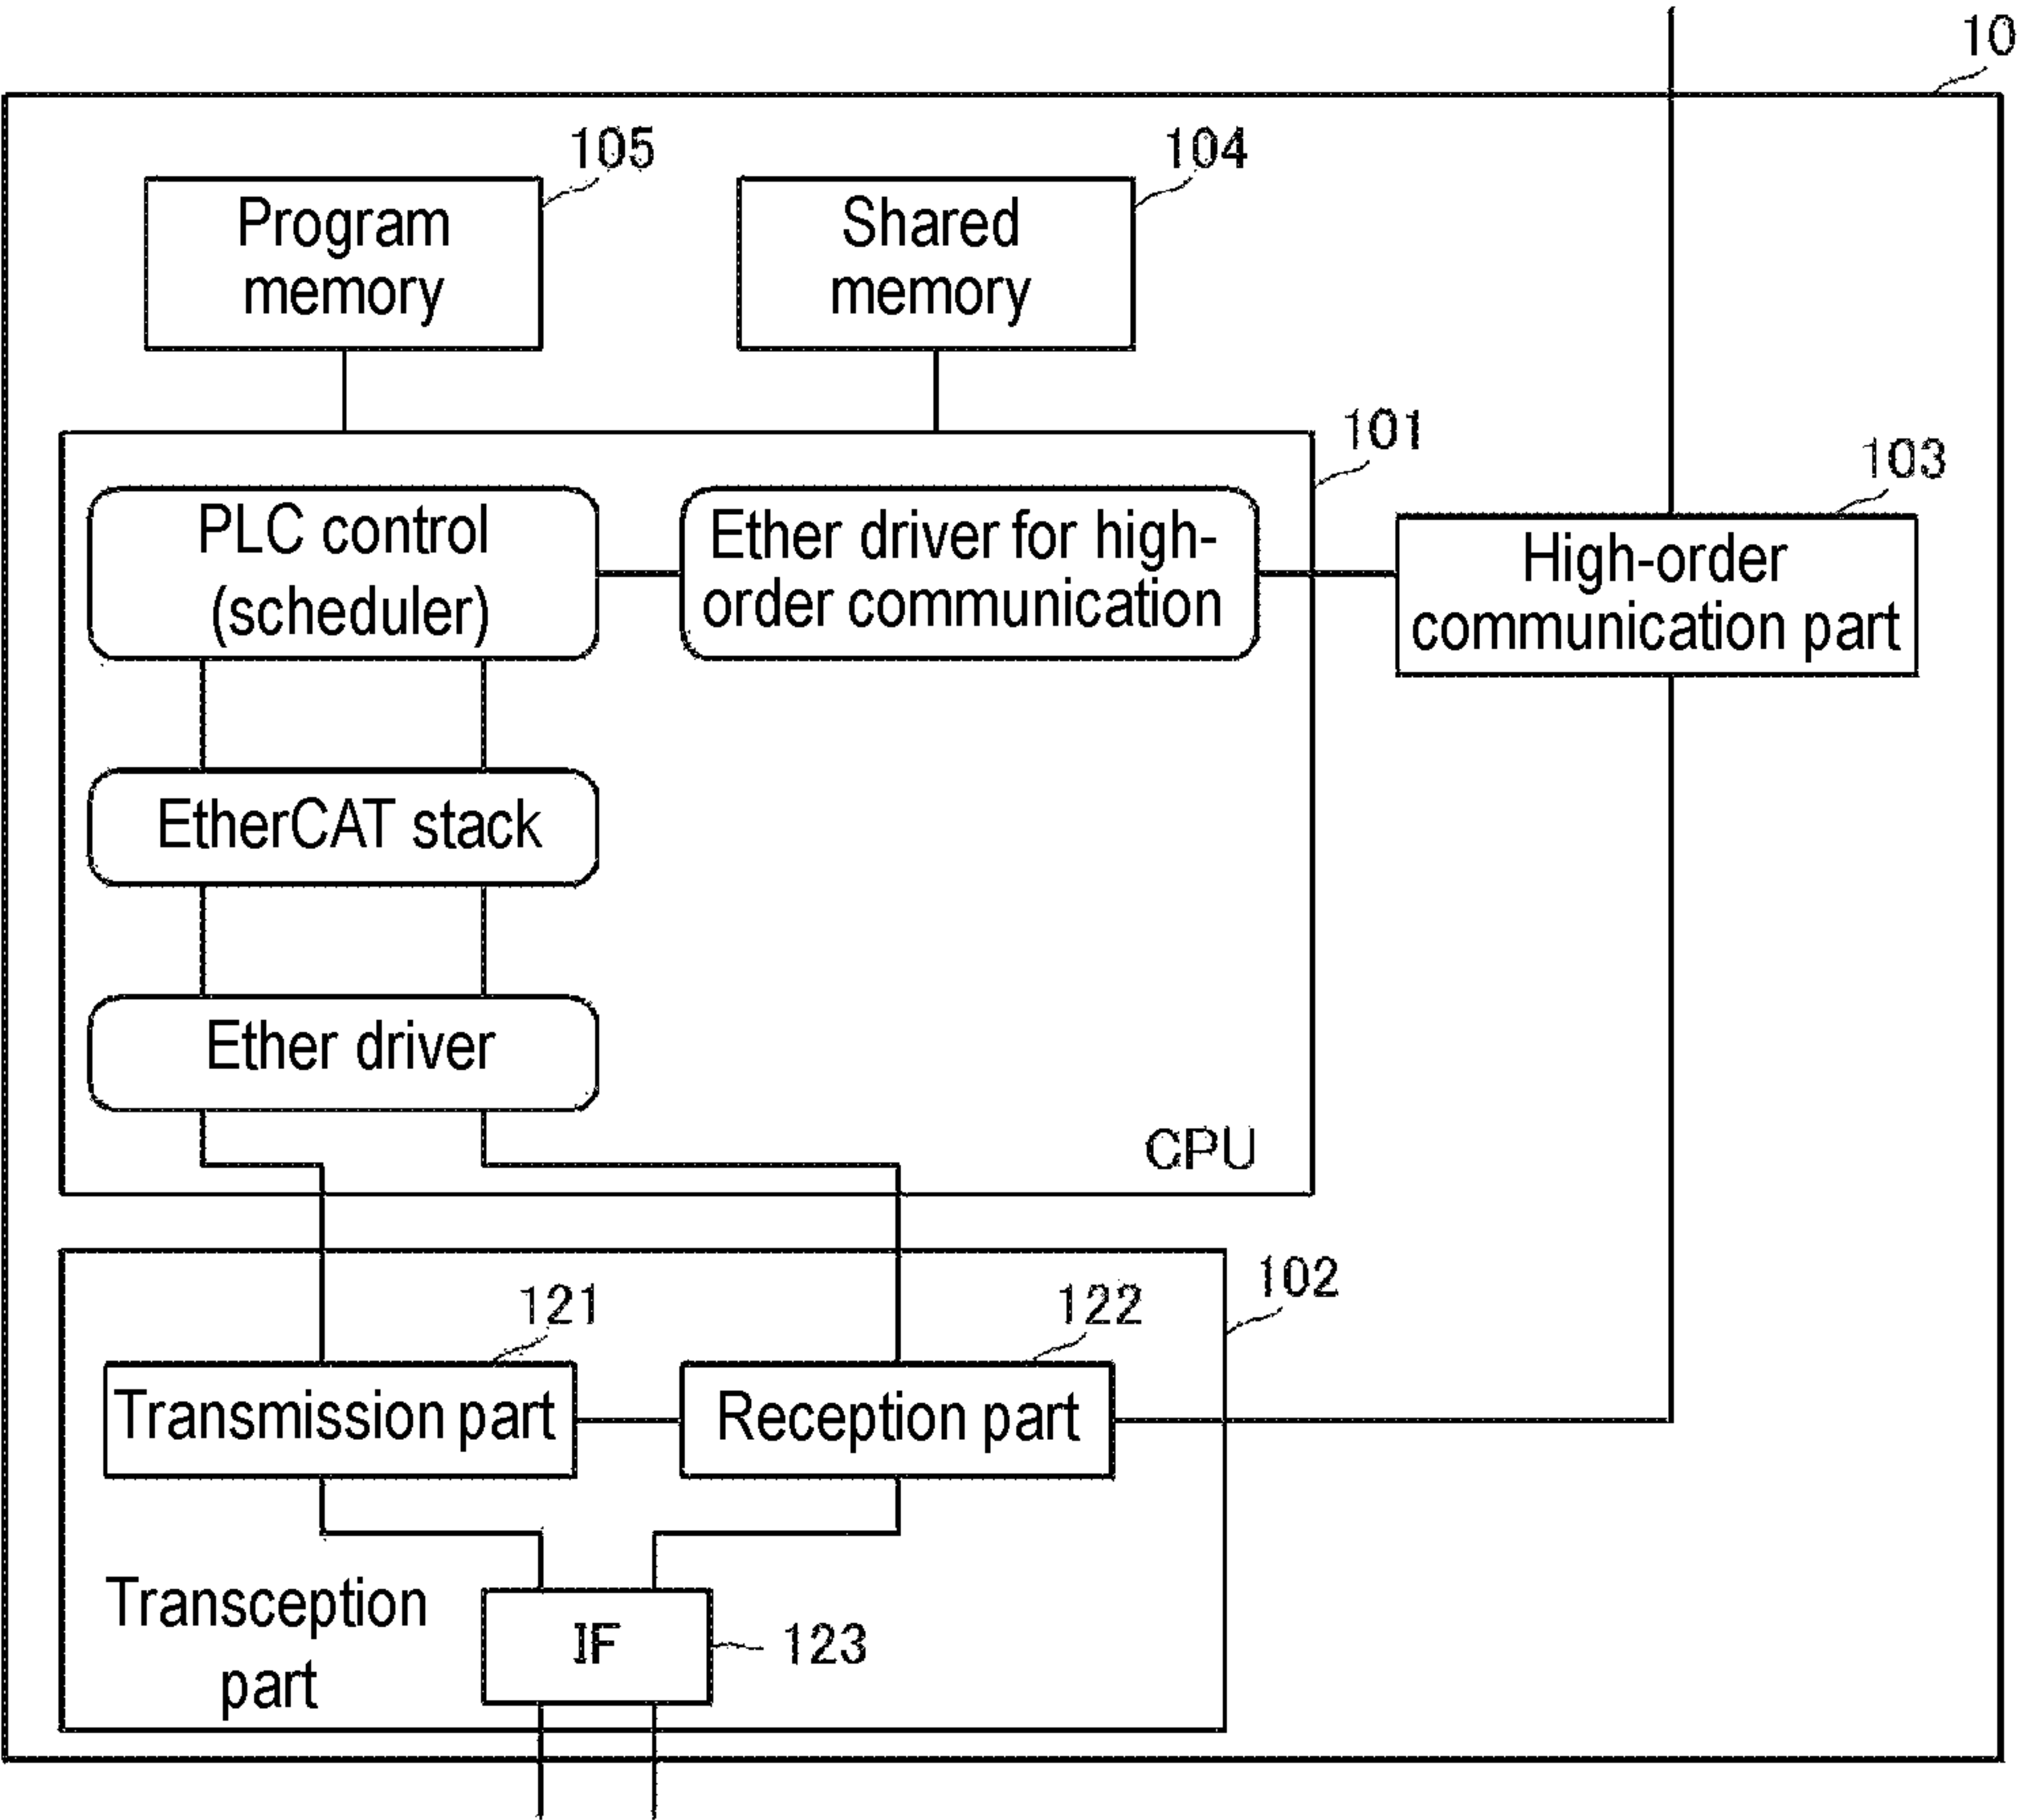 10
105
104
Program
memory
Shared
memory
101
103
PLC control
(scheduler)
Ether driver for high-
order communication
High-order
communication part
EtherCAT stack
Ether driver
CPU
102
121
122
Transmission part
Reception part
Transception
part
IF
123